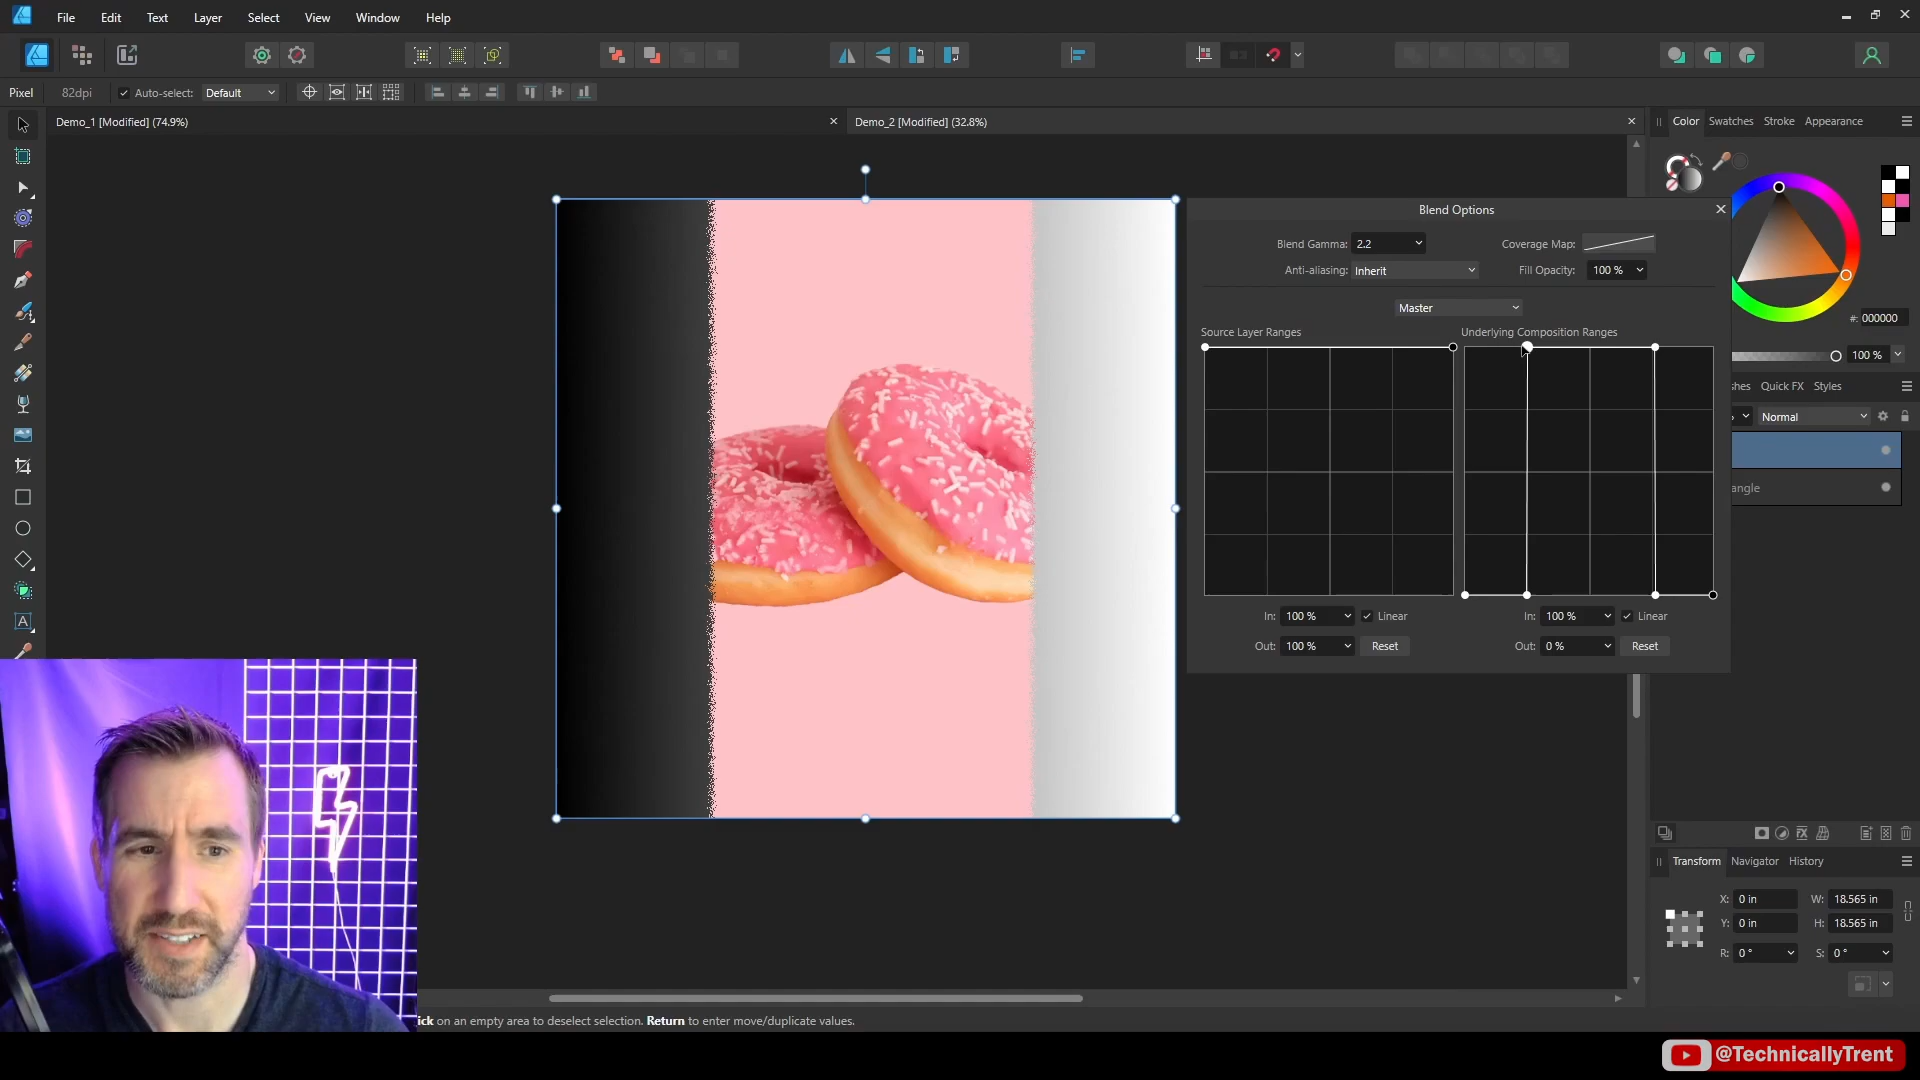 File Edit Text Layer Select View Window Help
Pixel 82dpi Auto-select: Default
Demo_1 [Modified] (74.9%) Demo_2 [Modified] (32.8%)
Color Swatches Stroke Appearance
#: 000000
100 %
Blend Options
Blend Gamma: 2.2 Coverage Map:
Anti-aliasing: Inherit Fill Opacity: 100 %
Master
Source Layer Ranges Underlying Composition Ranges
In: 100 % Linear In: 100 % Linear
Out: 100 % Reset Out: 0 % Reset
shes Quick FX Styles
% Normal
angle
Transform Navigator History
X: 0 in W: 18.565 in
Y: 0 in H: 18.565 in
R: 0 ° S: 0 °
ick on an empty area to deselect selection. Return to enter move/duplicate values.
@TechnicallyTrent